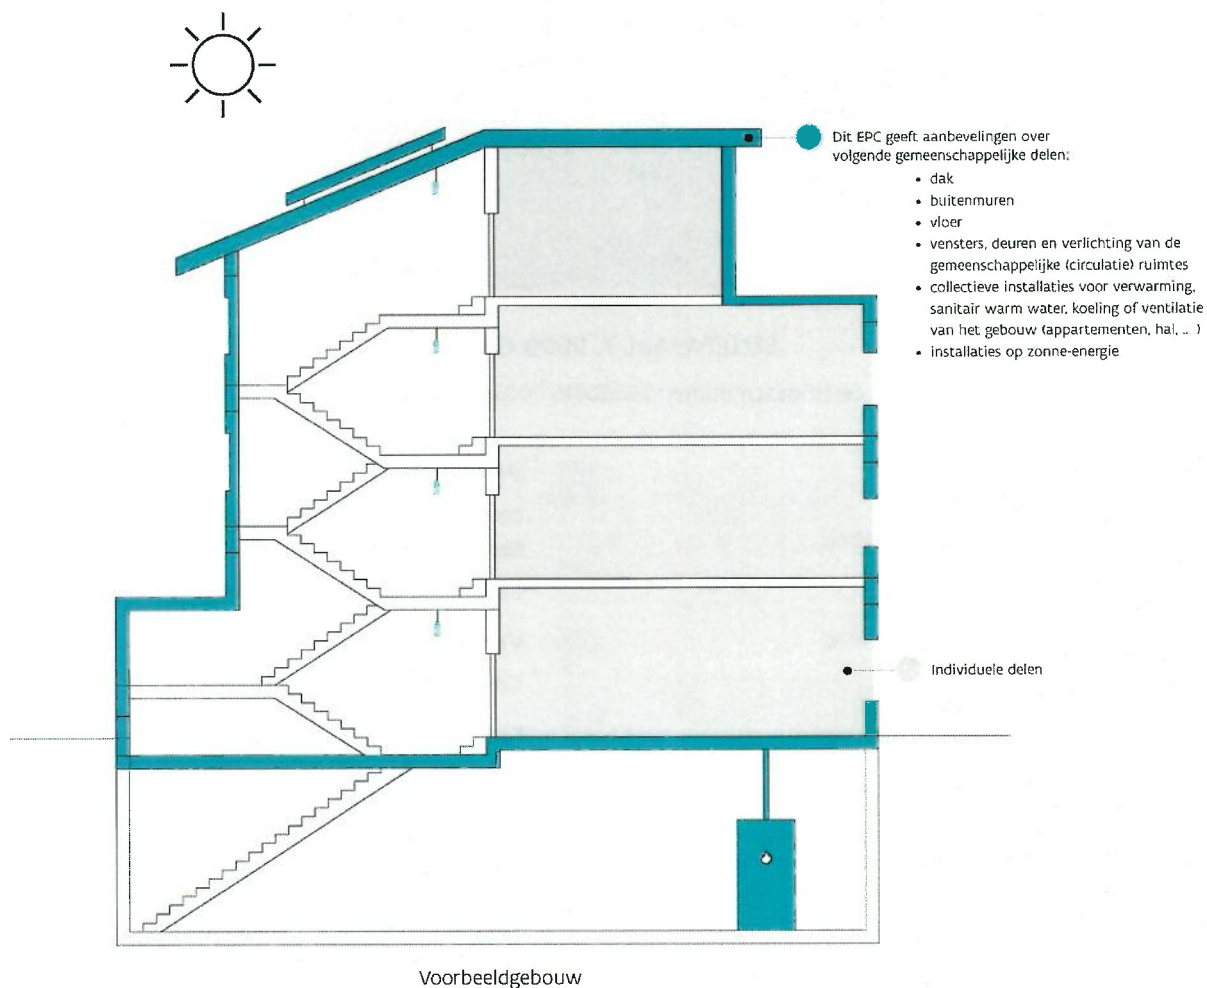 Dit EPC geeft aanbevelingen over
volgende gemeenschappelijke delen:
• dak
• buitenmuren
• vloer
• vensters, deuren en verlichting van de
gemeenschappelijke (circulatie) ruimtes
• collectieve installaties voor verwarming,
sanitair warm water, koeling of ventilatie
van het gebouw (appartementen, hal, .. )
• installaties op zonne-energie
Individuele delen
Voorbeeldgebouw